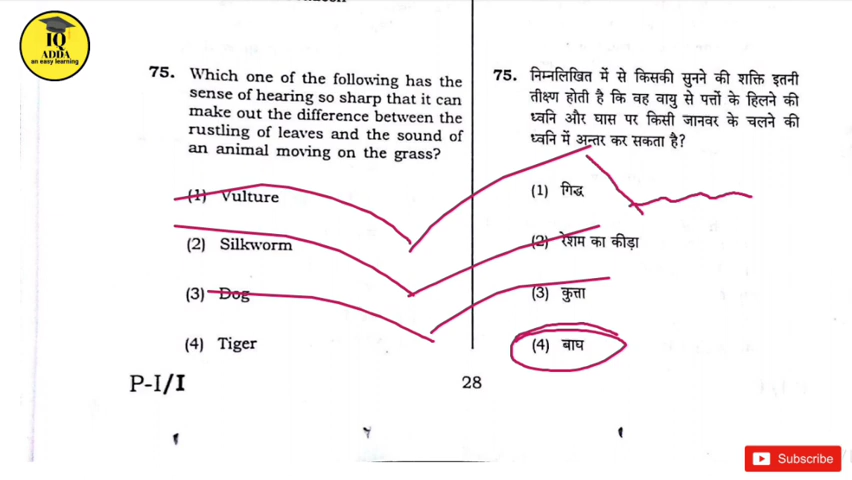 IQ
ADDA
an easy learning
75. Which one of the following has the
sense of hearing so sharp that it can
make out the difference between the
rustling of leaves and the sound of
an animal moving on the grass?
(1) Vulture
(2) Silkworm
(3) Dog
(4) Tiger
P-I/I
75. निम्नलिखित में से किसकी सुनने की शक्ति इतनी
तीक्ष्ण होती है कि वह वायु से पत्तों के हिलने की
ध्वनि और घास पर किसी जानवर के चलने की
ध्वनि में अन्तर कर सकता है?
(1) गिद्ध
(2) रेशम का कीड़ा
(3) कुत्ता
(4) बाघ
28
Subscribe